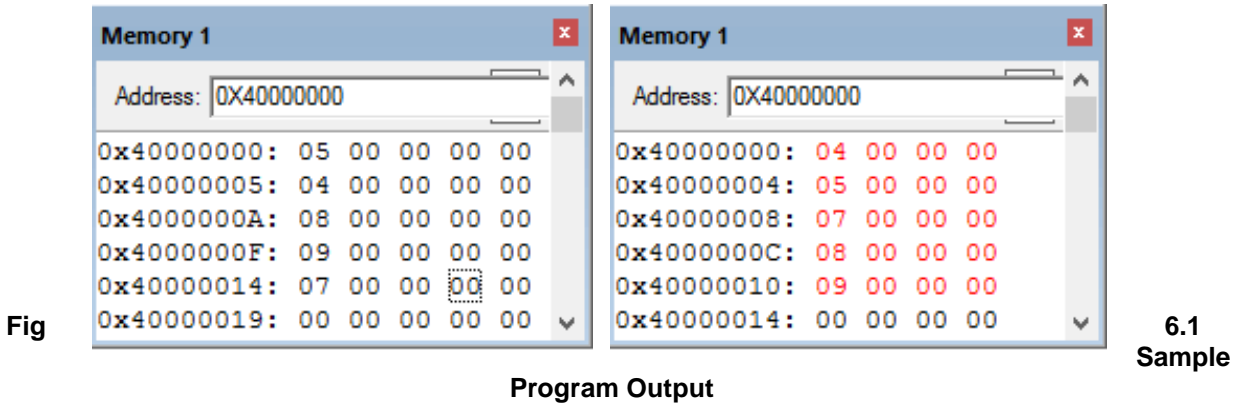 Memory 1
x
Address: 0X40000000
0x40000000: 05 00 00 00 00
0x40000005: 04 00 00 00 00
0x4000000A: 08 00 00 00 00
0x4000000F: 09 00 00 00 00
0x40000014: 07 00 00 00 00
0x40000019: 00 00 00 00 00
Memory 1
x
Address: 0X40000000
0x40000000: 04 00 00 00
0x40000004: 05 00 00 00
0x40000008: 07 00 00 00
0x4000000C: 08 00 00 00
0x40000010: 09 00 00 00
0x40000014: 00 00 00 00
Fig
6.1
Sample
Program Output